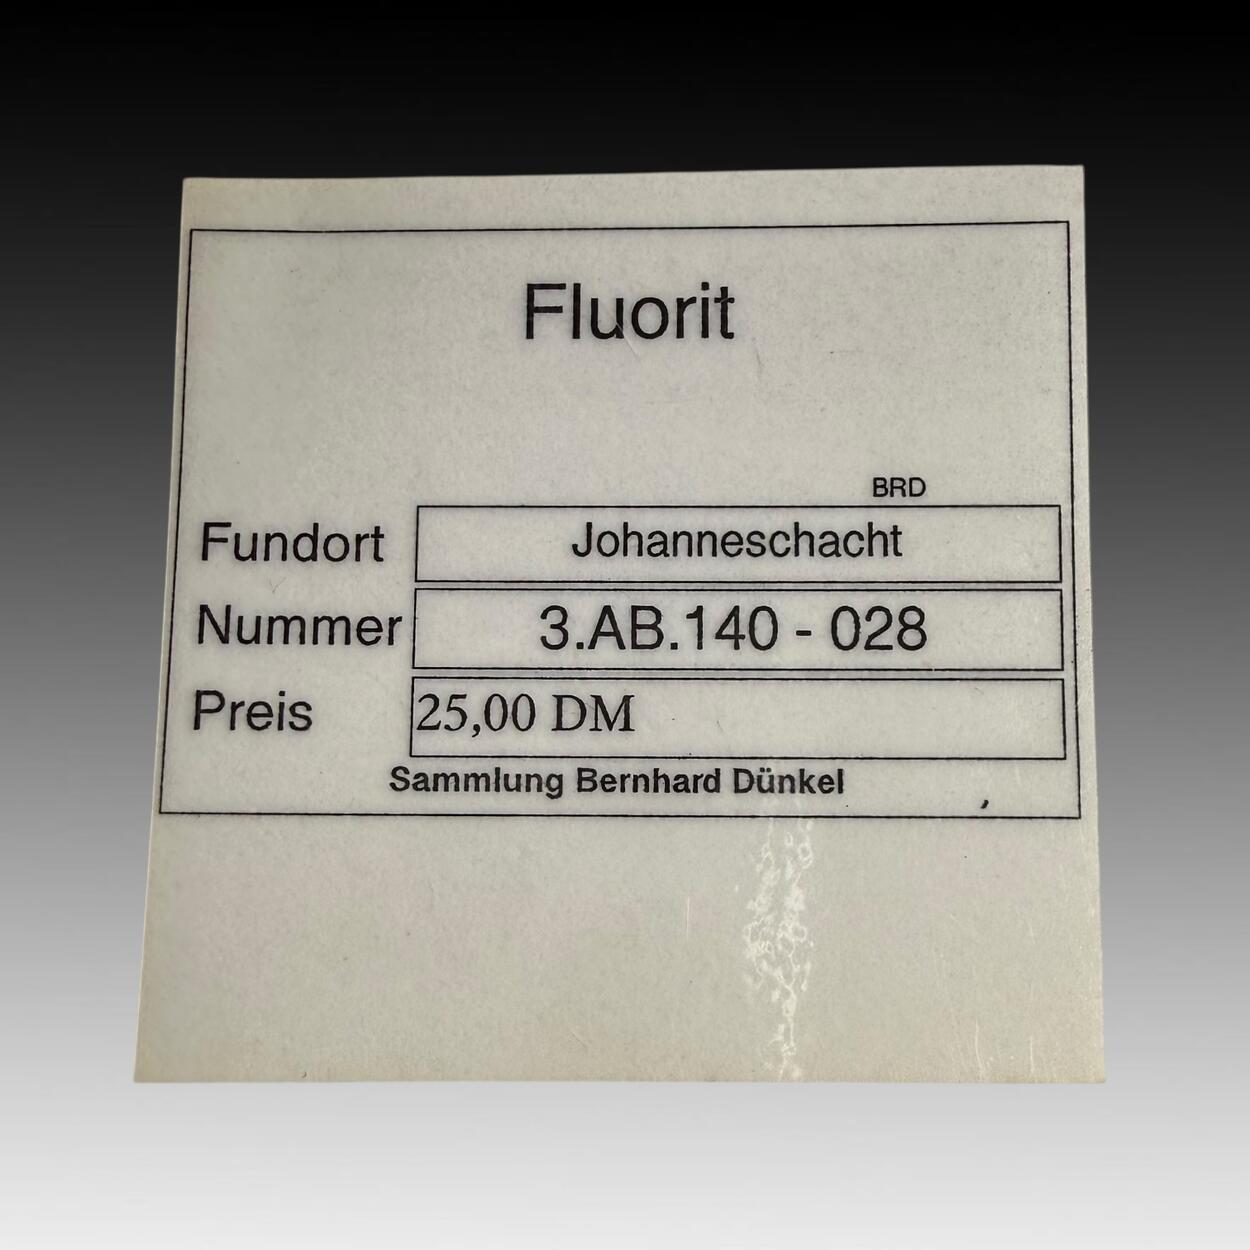 Fluorit
BRD
Fundort Johanneschacht
Nummer 3.AB.140 - 028
Preis 25,00 DM
Sammlung Bernhard Dünkel